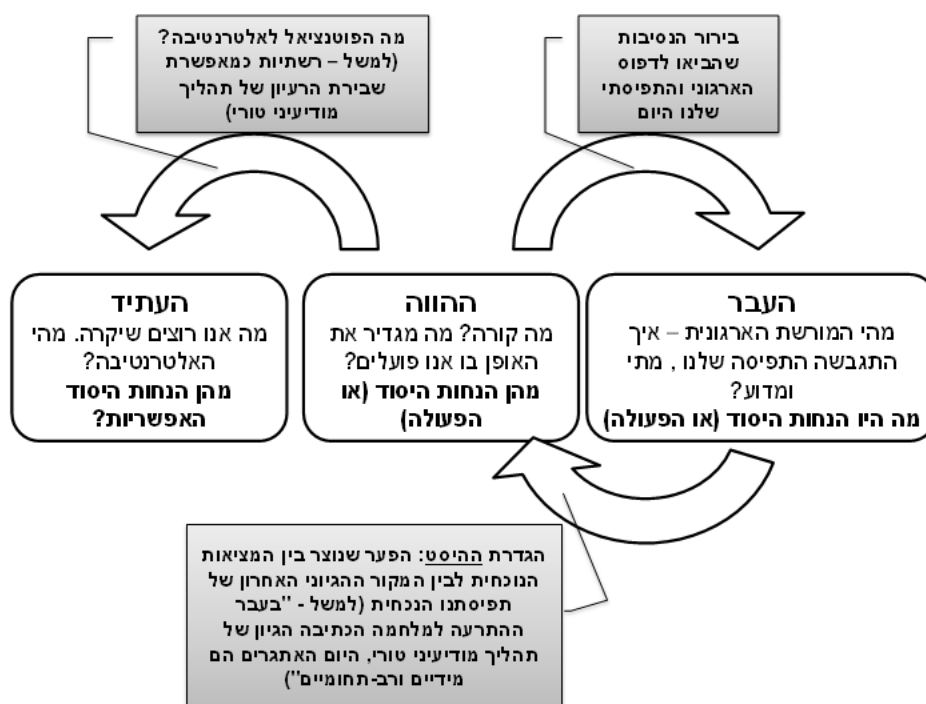 בירור הנסיבות
שהביאו לדפוס
הארגוני והתפיסתי
שלנו היום
מה הפוטנציאל לאלטרנטיבה?
(למשל – רשתיות כמאפשרת
שבירת הרעיון של תהליך
מודיעיני טורי)
העבר
מהי המורשת הארגונית – איך
התגבשה התפיסה שלנו , מתי
ומדוע?
מה היו הנחות היסוד (או הפעולה)
ההווה
מה קורה? מה מגדיר את
האופן בו אנו פועלים?
מהן הנחות היסוד (או
הפעולה)
העתיד
מה אנו רוצים שיקרה. מהי
האלטרנטיבה?
מהן הנחות היסוד
האפשריות?
הגדרת ההיסט: הפער שנוצר בין המציאות
הנוכחית לבין המקור ההגיוני האחרון של
תפיסתנו הנכחית (למשל - "בעבר
ההתרעה למלחמה הכתיבה הגיון של
תהליך מודיעיני טורי, היום האתגרים הם
מידיים ורב-תחומיים")